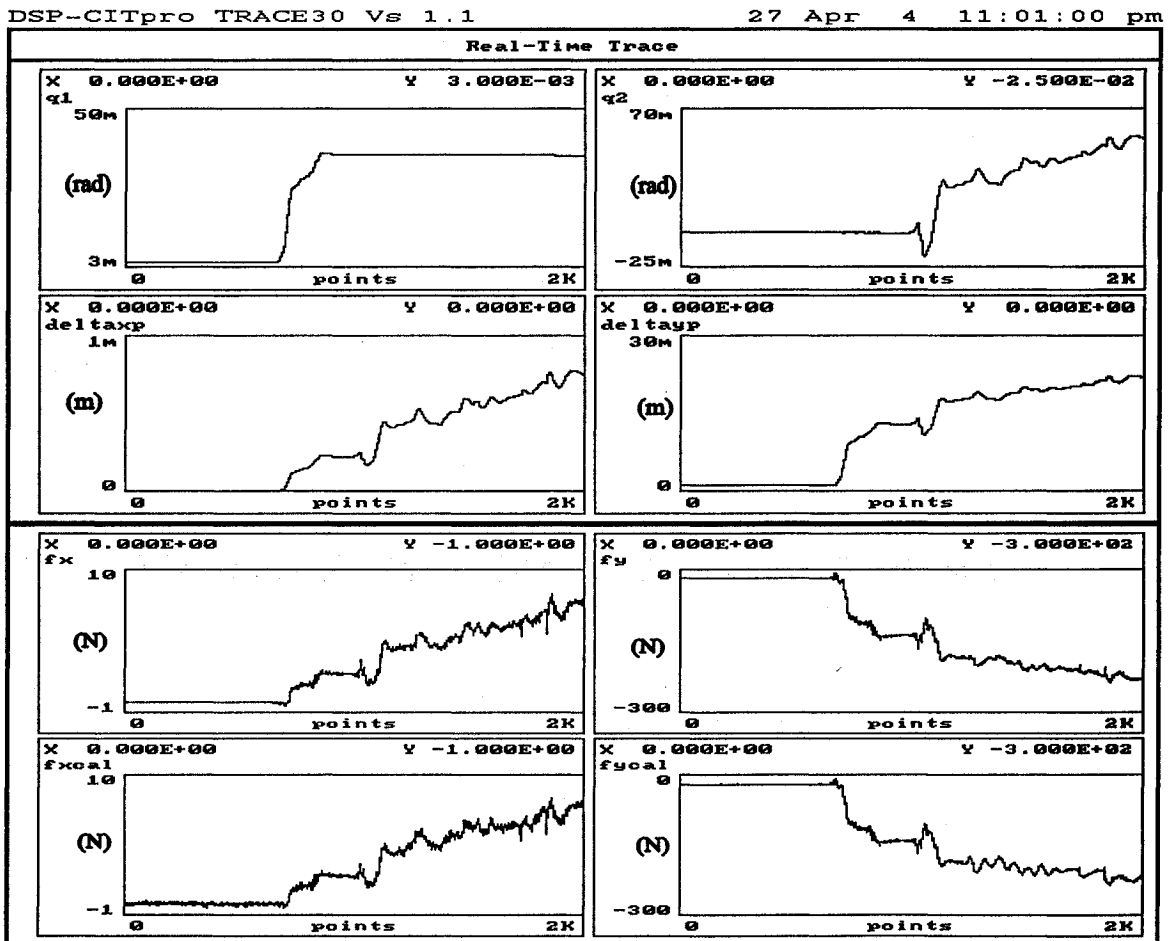 DSP-CITpro TRACE30 Vs 1.1 27 Apr 4 11:01:00 pm
Real-Time Trace
X 0.000E+00 Y 3.000E-03
q1
50m
(rad)
3m
0 points 2K
X 0.000E+00 Y -2.500E-02
q2
70m
(rad)
-25m
0 points 2K
X 0.000E+00 Y 0.000E+00
deltaxp
1m
(m)
0
0 points 2K
X 0.000E+00 Y 0.000E+00
deltayp
30m
(m)
0
0 points 2K
X 0.000E+00 Y -1.000E+00
fx
10
(N)
-1
0 points 2K
X 0.000E+00 Y -3.000E+02
fy
0
(N)
-300
0 points 2K
X 0.000E+00 Y -1.000E+00
fxcal
10
(N)
-1
0 points 2K
X 0.000E+00 Y -3.000E+02
fycal
0
(N)
-300
0 points 2K